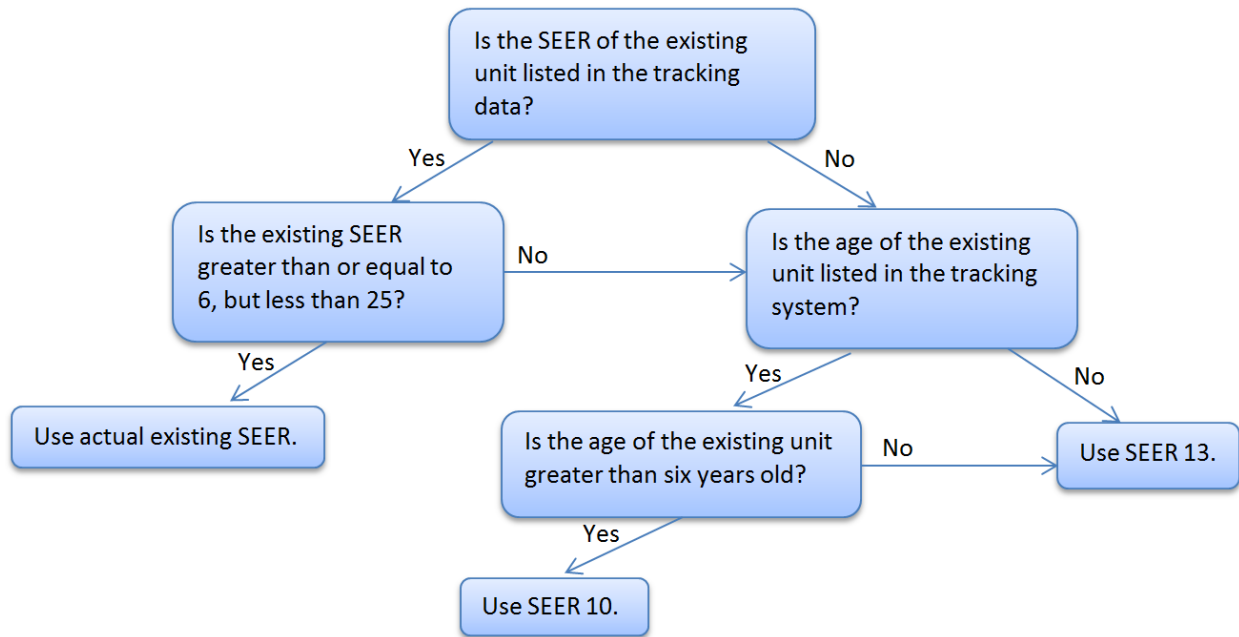 Is the SEER of the existing
unit listed in the tracking
data?
Yes
No
Is the existing SEER
greater than or equal to
6, but less than 25?
No
Is the age of the existing
unit listed in the tracking
system?
Yes
Yes
No
Use actual existing SEER.
Is the age of the existing unit
greater than six years old?
No
Use SEER 13.
Yes
Use SEER 10.